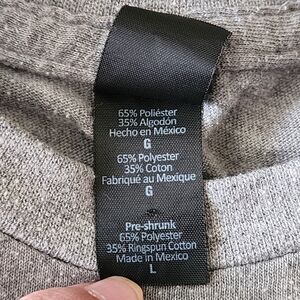 65% Poliéster
35% Algodón
Hecho en México
G
65% Polyester
35% Coton
Fabriqué au Mexique
G
Pre-shrunk
65% Polyester
35% Ringspun Cotton
Made in Mexico
L